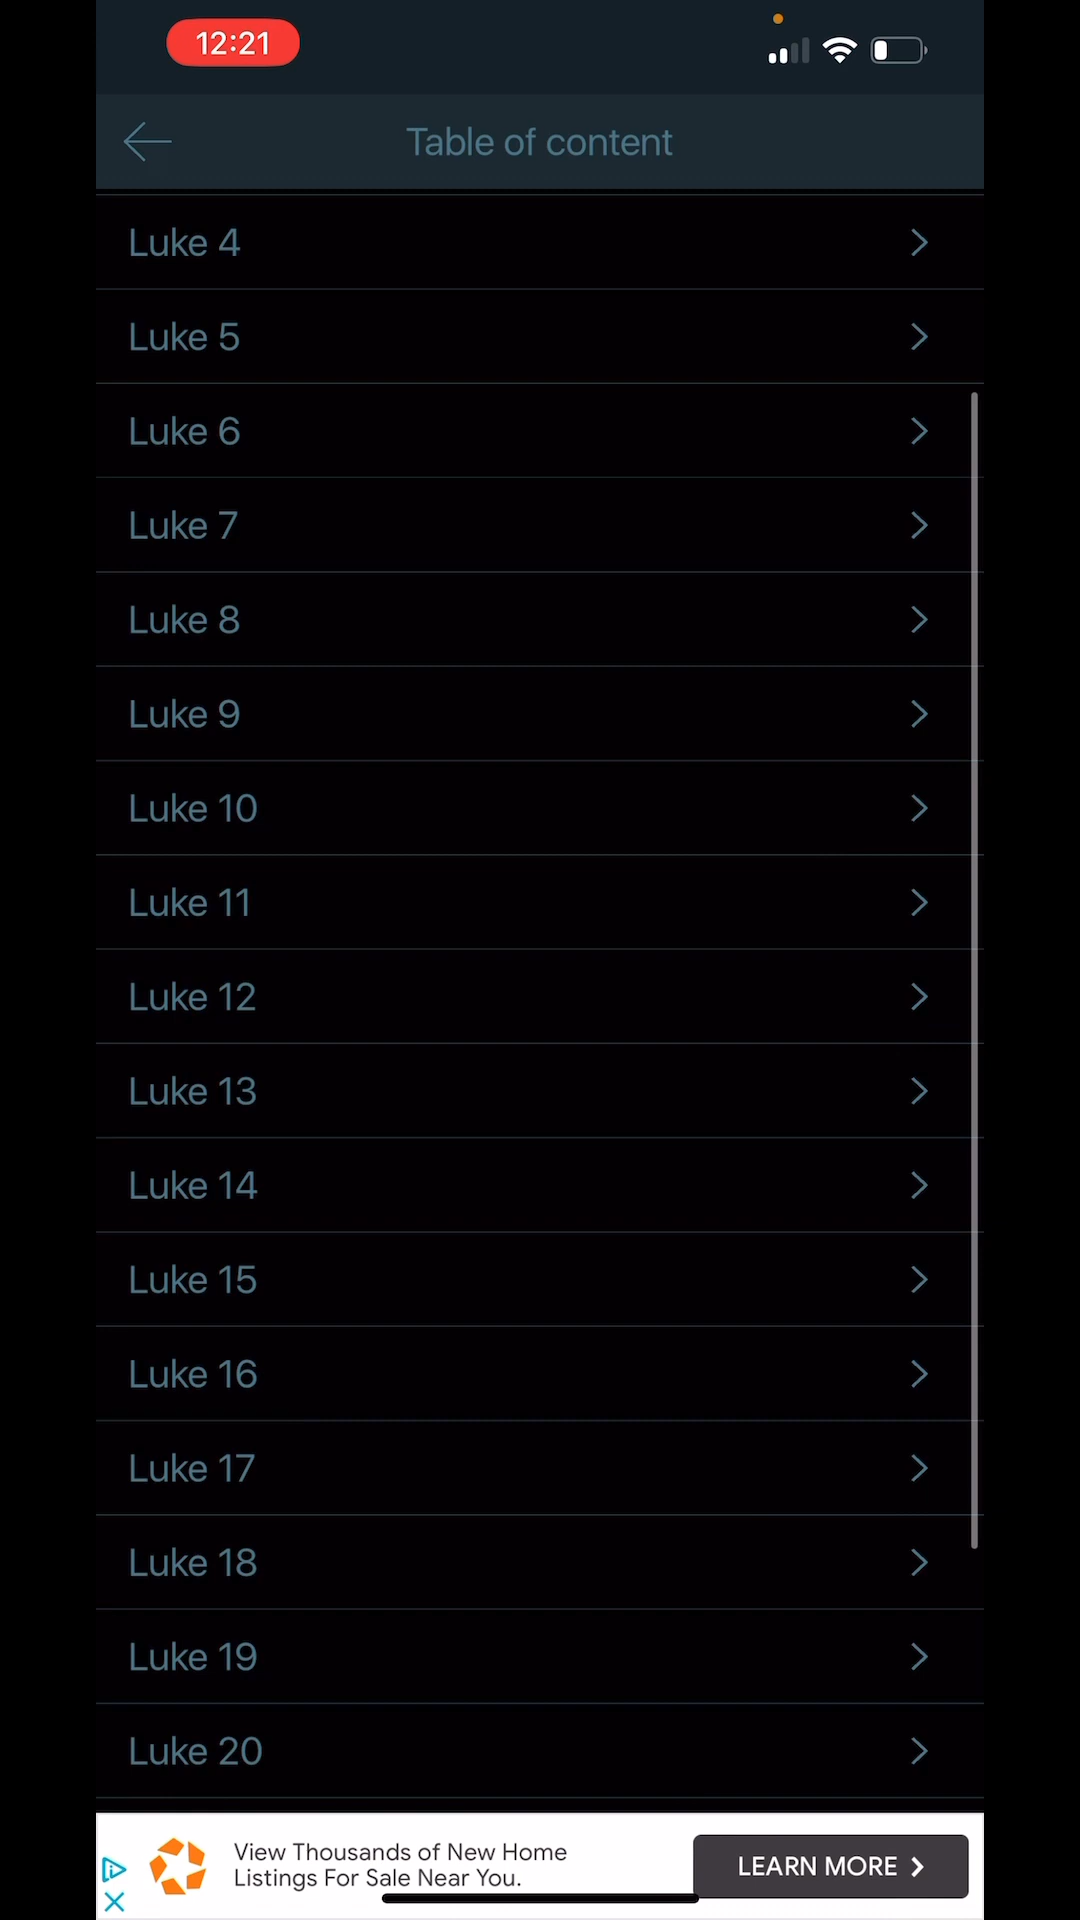 12:21
Table of content
Luke 4
Luke 5
Luke 6
Luke 7
Luke 8
Luke 9
Luke 10
Luke 11
Luke 12
Luke 13
Luke 14
Luke 15
Luke 16
Luke 17
Luke 18
Luke 19
Luke 20
View Thousands of New Home
Listings For Sale Near You.
LEARN MORE